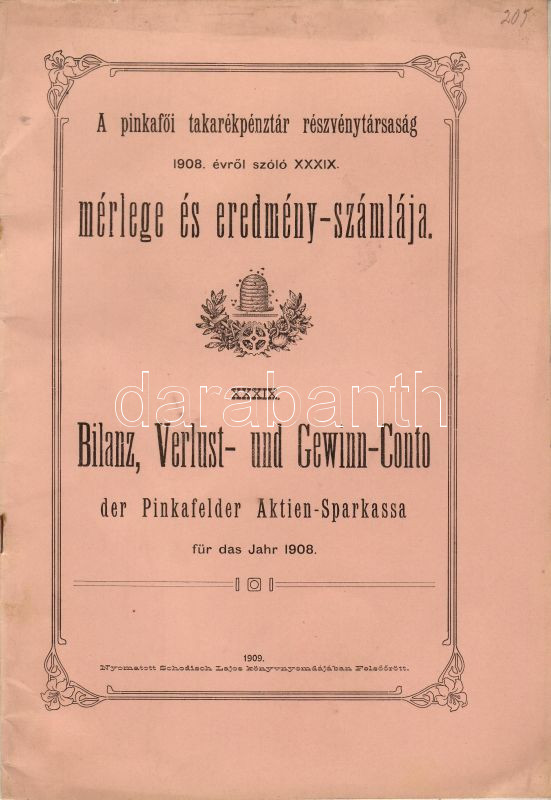 205
A pinkafői takarékpénztár részvénytársaság
1908. évről szóló XXXIX.
mérlege és eredmény-számlája.
darabanth
XXXIX.
Bilanz, Verlust- und Gewinn-Conto
der Pinkafelder Aktien-Sparkassa
für das Jahr 1908.
1909.
Nyomatott Schodisch Lajos könyvnyomdájában Felsőőrött.